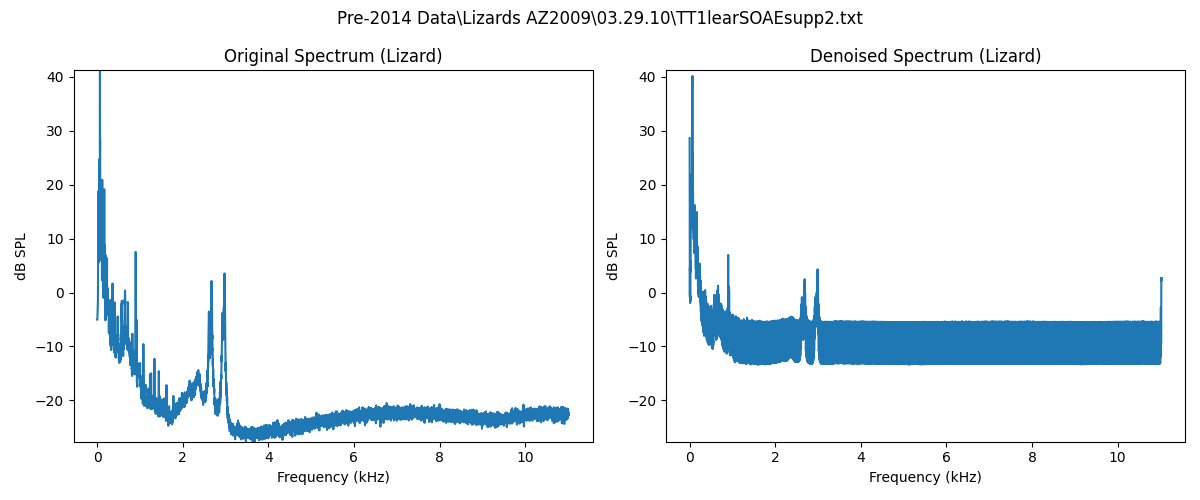 Pre-2014 Data\Lizards AZ2009\03.29.10\TT1learSOAEsupp2.txt
Original Spectrum (Lizard)
40
30
20
10
0
−10
−20
dB SPL
0 2 4 6 8 10
Frequency (kHz)
Denoised Spectrum (Lizard)
40
30
20
10
0
−10
−20
dB SPL
0 2 4 6 8 10
Frequency (kHz)